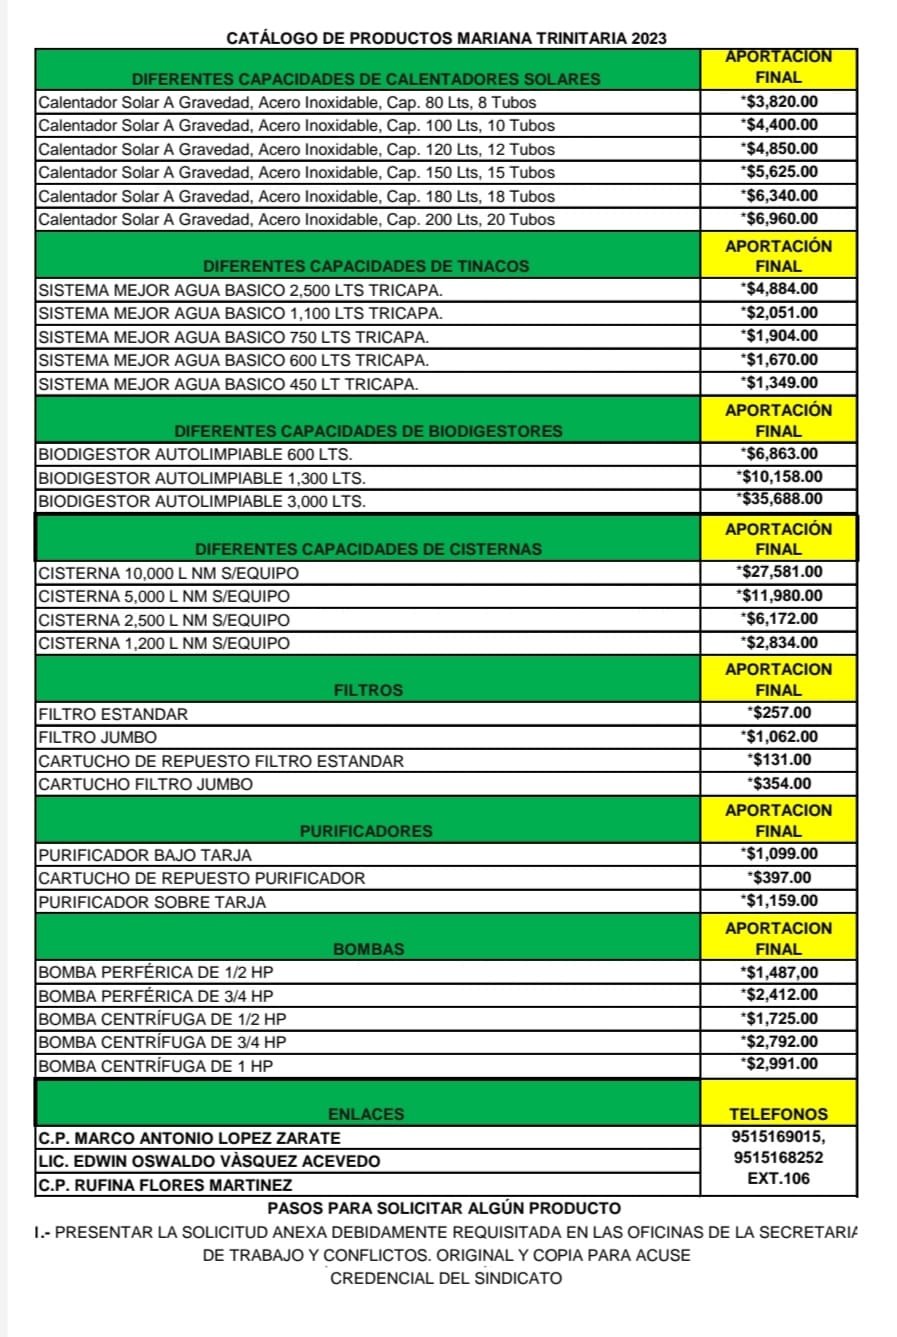 CATÁLOGO DE PRODUCTOS MARIANA TRINITARIA 2023
DIFERENTES CAPACIDADES DE CALENTADORES SOLARES APORTACION FINAL
Calentador Solar A Gravedad, Acero Inoxidable, Cap. 80 Lts, 8 Tubos *$3,820.00
Calentador Solar A Gravedad, Acero Inoxidable, Cap. 100 Lts, 10 Tubos *$4,400.00
Calentador Solar A Gravedad, Acero Inoxidable, Cap. 120 Lts, 12 Tubos *$4,850.00
Calentador Solar A Gravedad, Acero Inoxidable, Cap. 150 Lts, 15 Tubos *$5,625.00
Calentador Solar A Gravedad, Acero Inoxidable, Cap. 180 Lts, 18 Tubos *$6,340.00
Calentador Solar A Gravedad, Acero Inoxidable, Cap. 200 Lts, 20 Tubos *$6,960.00
DIFERENTES CAPACIDADES DE TINACOS APORTACIÓN FINAL
SISTEMA MEJOR AGUA BASICO 2,500 LTS TRICAPA. *$4,884.00
SISTEMA MEJOR AGUA BASICO 1,100 LTS TRICAPA. *$2,051.00
SISTEMA MEJOR AGUA BASICO 750 LTS TRICAPA. *$1,904.00
SISTEMA MEJOR AGUA BASICO 600 LTS TRICAPA. *$1,670.00
SISTEMA MEJOR AGUA BASICO 450 LT TRICAPA. *$1,349.00
DIFERENTES CAPACIDADES DE BIODIGESTORES APORTACIÓN FINAL
BIODIGESTOR AUTOLIMPIABLE 600 LTS. *$6,863.00
BIODIGESTOR AUTOLIMPIABLE 1,300 LTS. *$10,158.00
BIODIGESTOR AUTOLIMPIABLE 3,000 LTS. *$35,688.00
DIFERENTES CAPACIDADES DE CISTERNAS APORTACIÓN FINAL
CISTERNA 10,000 L NM S/EQUIPO *$27,581.00
CISTERNA 5,000 L NM S/EQUIPO *$11,980.00
CISTERNA 2,500 L NM S/EQUIPO *$6,172.00
CISTERNA 1,200 L NM S/EQUIPO *$2,834.00
FILTROS APORTACION FINAL
FILTRO ESTANDAR *$257.00
FILTRO JUMBO *$1,062.00
CARTUCHO DE REPUESTO FILTRO ESTANDAR *$131.00
CARTUCHO FILTRO JUMBO *$354.00
PURIFICADORES APORTACION FINAL
PURIFICADOR BAJO TARJA *$1,099.00
CARTUCHO DE REPUESTO PURIFICADOR *$397.00
PURIFICADOR SOBRE TARJA *$1,159.00
BOMBAS APORTACION FINAL
BOMBA PERFÉRICA DE 1/2 HP *$1,487,00
BOMBA PERFÉRICA DE 3/4 HP *$2,412.00
BOMBA CENTRÍFUGA DE 1/2 HP *$1,725.00
BOMBA CENTRÍFUGA DE 3/4 HP *$2,792.00
BOMBA CENTRÍFUGA DE 1 HP *$2,991.00
ENLACES TELEFONOS
C.P. MARCO ANTONIO LOPEZ ZARATE 9515169015,
LIC. EDWIN OSWALDO VÀSQUEZ ACEVEDO 9515168252
C.P. RUFINA FLORES MARTINEZ EXT.106
PASOS PARA SOLICITAR ALGÚN PRODUCTO
1.- PRESENTAR LA SOLICITUD ANEXA DEBIDAMENTE REQUISITADA EN LAS OFICINAS DE LA SECRETARIA
DE TRABAJO Y CONFLICTOS. ORIGINAL Y COPIA PARA ACUSE
CREDENCIAL DEL SINDICATO